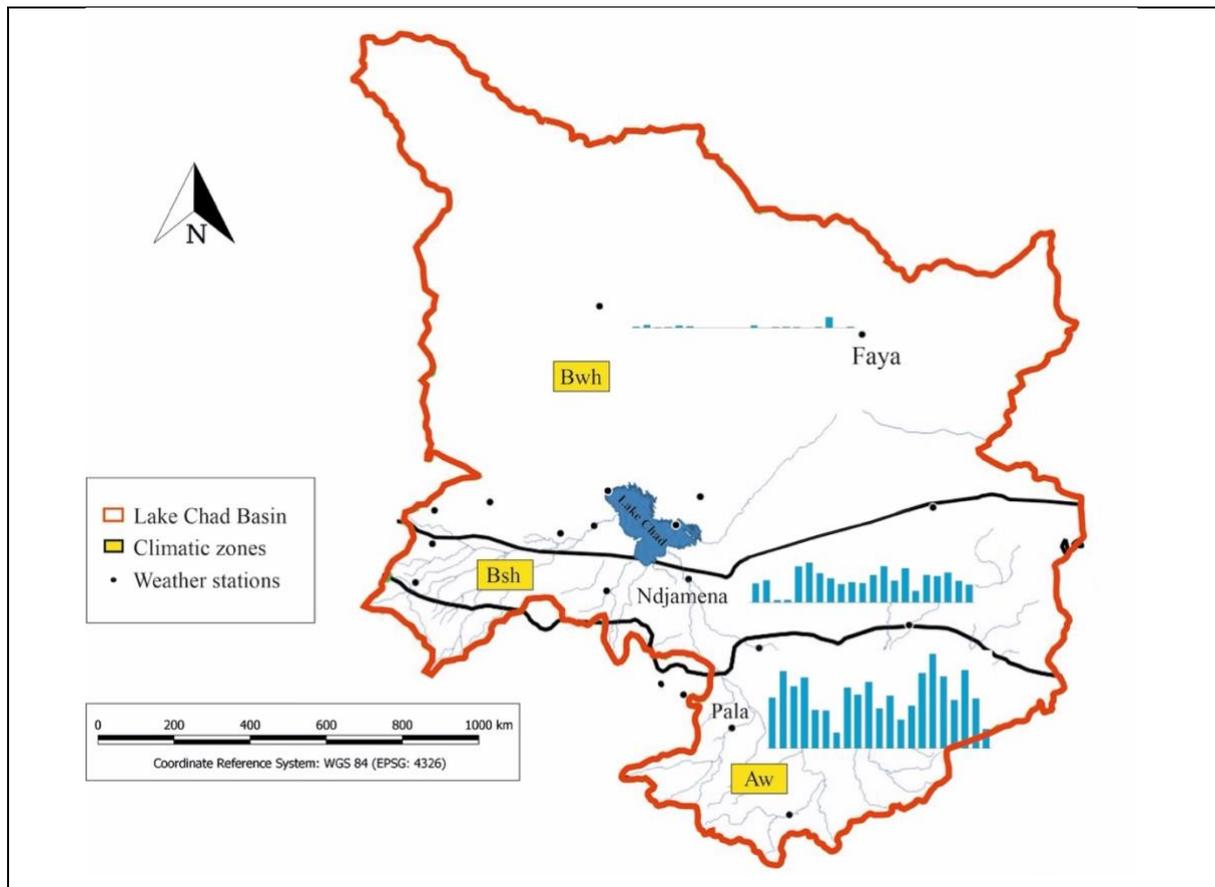 N
Faya
Bwh
Lake Chad
Lake Chad Basin
Climatic zones
Weather stations
Bsh
Ndjamena
Pala
0 200 400 600 800 1000 km
Coordinate Reference System: WGS 84 (EPSG: 4326)
Aw